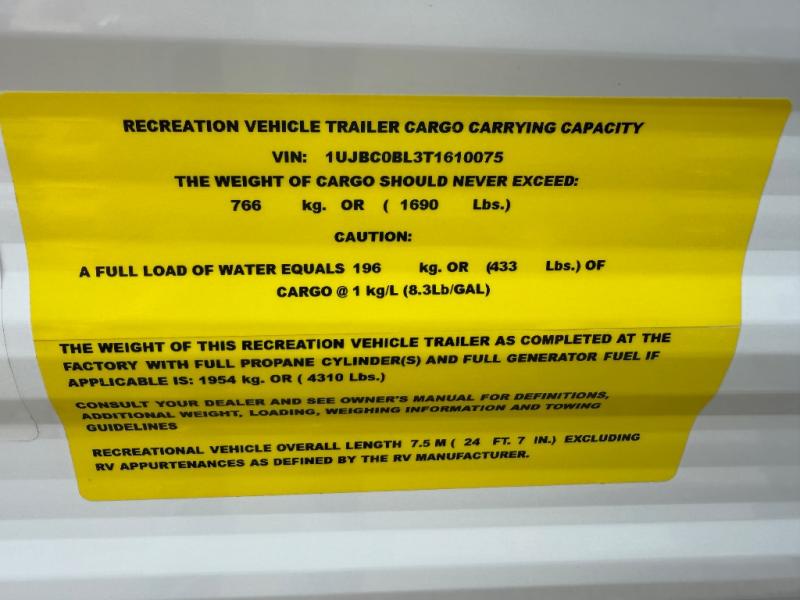 RECREATION VEHICLE TRAILER CARGO CARRYING CAPACITY
VIN: 1UJBC0BL3T1610075
THE WEIGHT OF CARGO SHOULD NEVER EXCEED:
766 kg. OR ( 1690 Lbs.)
CAUTION:
A FULL LOAD OF WATER EQUALS 196 kg. OR (433 Lbs.) OF
CARGO @ 1 kg/L (8.3Lb/GAL)
THE WEIGHT OF THIS RECREATION VEHICLE TRAILER AS COMPLETED AT THE
FACTORY WITH FULL PROPANE CYLINDER(S) AND FULL GENERATOR FUEL IF
APPLICABLE IS: 1954 kg. OR ( 4310 Lbs.)
CONSULT YOUR DEALER AND SEE OWNER'S MANUAL FOR DEFINITIONS,
ADDITIONAL WEIGHT, LOADING, WEIGHING INFORMATION AND TOWING
GUIDELINES
RECREATIONAL VEHICLE OVERALL LENGTH 7.5 M ( 24 FT. 7 IN.) EXCLUDING
RV APPURTENANCES AS DEFINED BY THE RV MANUFACTURER.